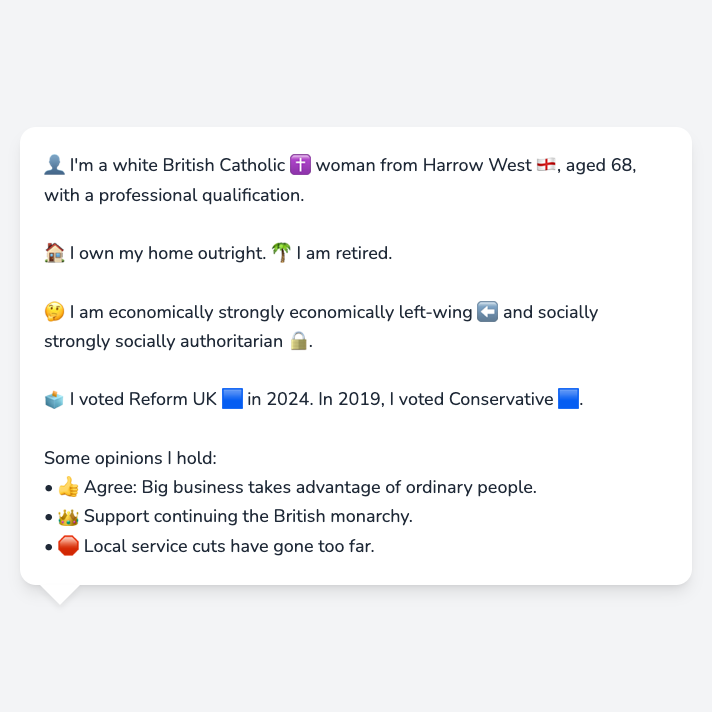 👤 I'm a white British Catholic ✝️ woman from Harrow West 🏴󠁧󠁢󠁥󠁮󠁧󠁿, aged 68,
with a professional qualification.
🏠 I own my home outright. 🌴 I am retired.
🤔 I am economically strongly economically left-wing ⬅️ and socially
strongly socially authoritarian 🔒.
🗳️ I voted Reform UK 🟦 in 2024. In 2019, I voted Conservative 🟦.
Some opinions I hold:
• 👍 Agree: Big business takes advantage of ordinary people.
• 👑 Support continuing the British monarchy.
• 🛑 Local service cuts have gone too far.